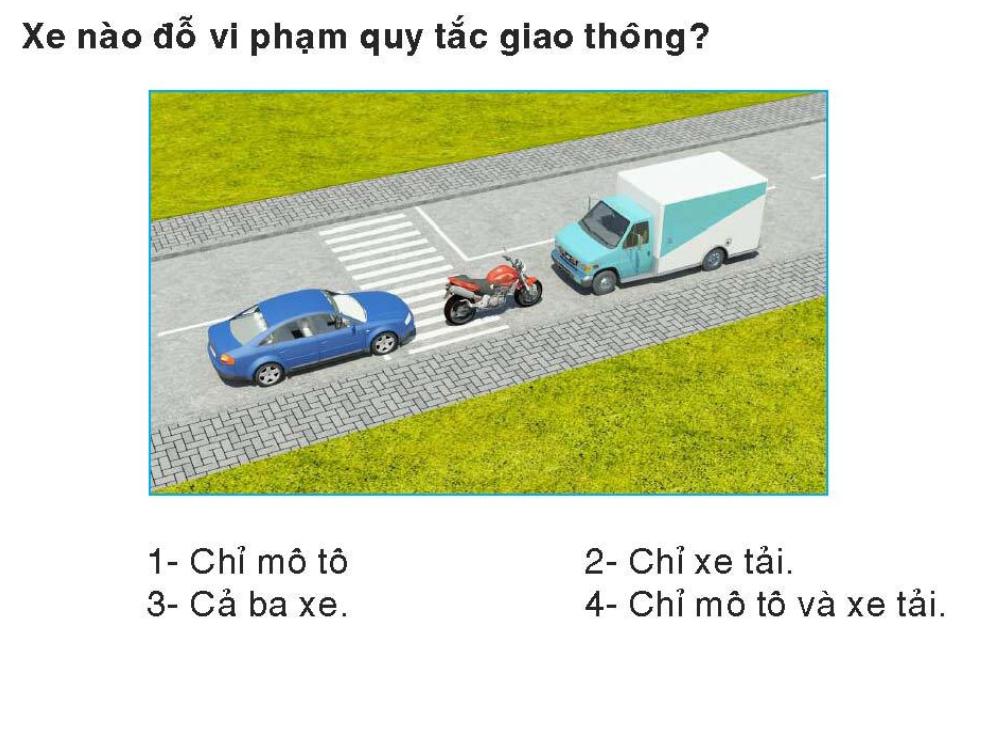 Xe nào đỗ vi phạm quy tắc giao thông?
1- Chỉ mô tô
2- Chỉ xe tải.
3- Cả ba xe.
4- Chỉ mô tô và xe tải.